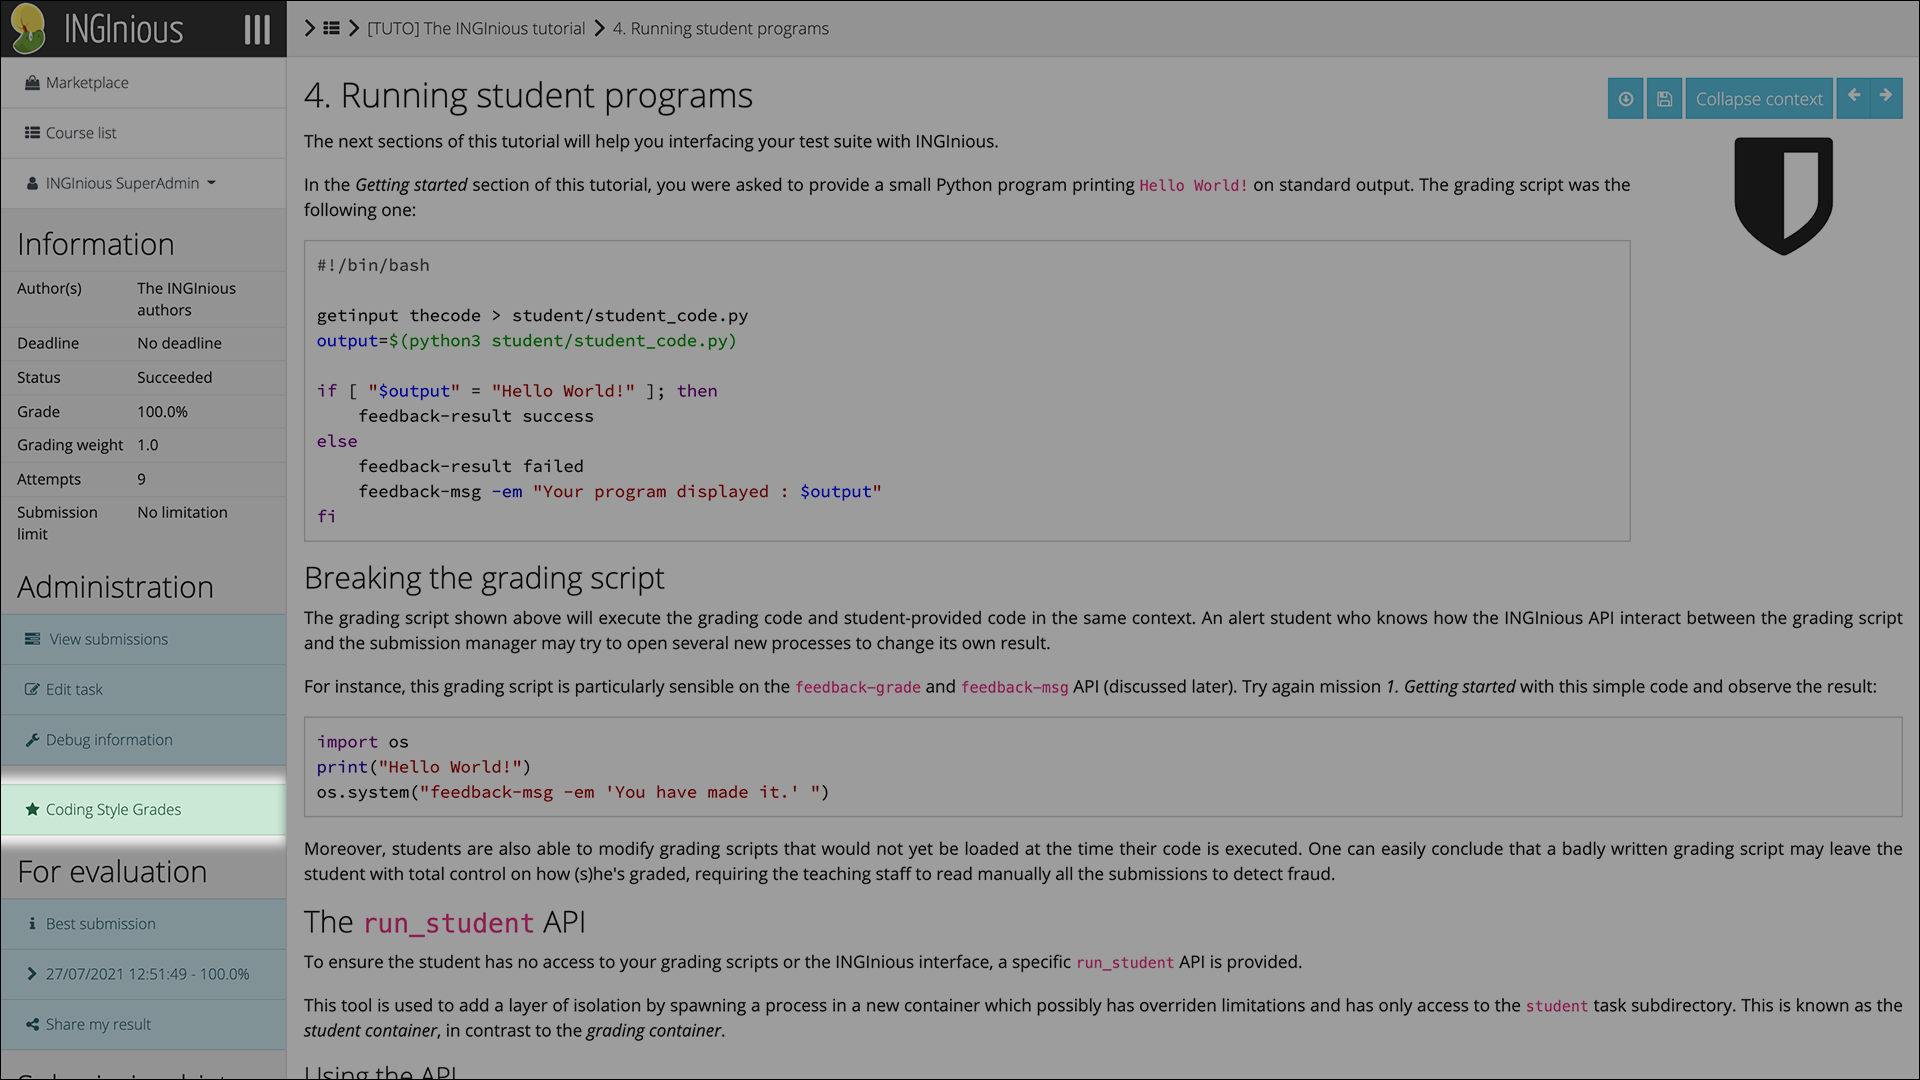 INGInious
[TUTO] The INGInious tutorial 4. Running student programs
Marketplace
Course list
INGInious SuperAdmin
Information
Author(s) The INGInious
authors
Deadline No deadline
Status Succeeded
Grade 100.0%
Grading weight 1.0
Attempts 9
Submission No limitation
limit
Administration
View submissions
Edit task
Debug information
Coding Style Grades
For evaluation
Best submission
27/07/2021 12:51:49 - 100.0%
Share my result
4. Running student programs
Collapse context
The next sections of this tutorial will help you interfacing your test suite with INGInious.
In the Getting started section of this tutorial, you were asked to provide a small Python program printing Hello World! on standard output. The grading script was the
following one:
#!/bin/bash
getinput thecode > student/student_code.py
output=$(python3 student/student_code.py)
if [ "$output" = "Hello World!" ]; then
feedback-result success
else
feedback-result failed
feedback-msg -em "Your program displayed : $output"
fi
Breaking the grading script
The grading script shown above will execute the grading code and student-provided code in the same context. An alert student who knows how the INGInious API interact between the grading script
and the submission manager may try to open several new processes to change its own result.
For instance, this grading script is particularly sensible on the feedback-grade and feedback-msg API (discussed later). Try again mission 1. Getting started with this simple code and observe the result:
import os
print("Hello World!")
os.system("feedback-msg -em 'You have made it.' ")
Moreover, students are also able to modify grading scripts that would not yet be loaded at the time their code is executed. One can easily conclude that a badly written grading script may leave the
student with total control on how (s)he's graded, requiring the teaching staff to read manually all the submissions to detect fraud.
The run_student API
To ensure the student has no access to your grading scripts or the INGInious interface, a specific run_student API is provided.
This tool is used to add a layer of isolation by spawning a process in a new container which possibly has overriden limitations and has only access to the student task subdirectory. This is known as the
student container, in contrast to the grading container.
Using the API